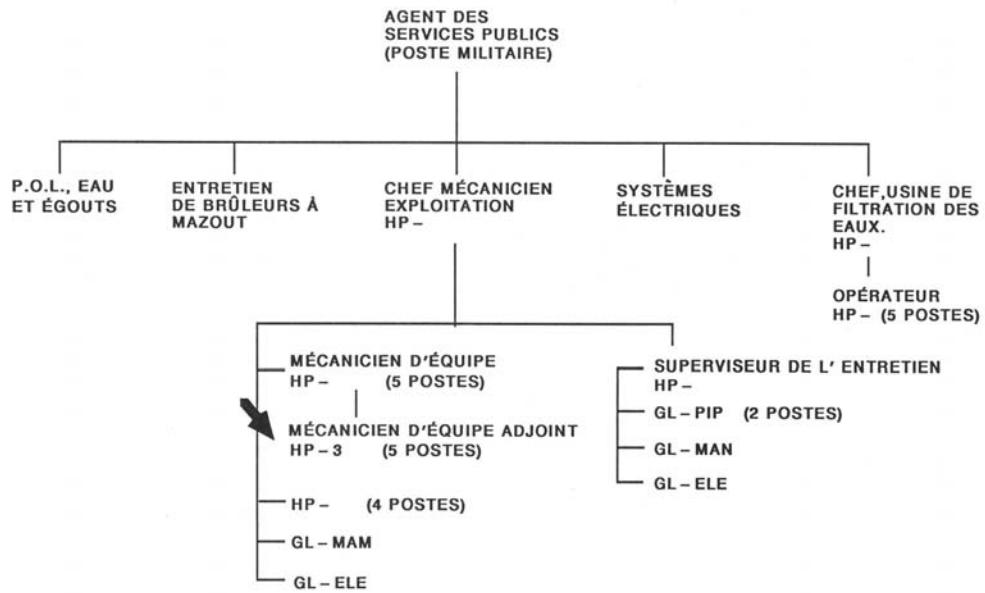 AGENT DES
SERVICES PUBLICS
(POSTE MILITAIRE)
P.O.L., EAU
ET ÉGOUTS
ENTRETIEN
DE BRÛLEURS À
MAZOUT
CHEF MÉCANICIEN
EXPLOITATION
HP –
SYSTÈMES
ÉLECTRIQUES
CHEF,USINE DE
FILTRATION DES
EAUX.
HP –
OPÉRATEUR
HP – (5 POSTES)
MÉCANICIEN D'ÉQUIPE
HP – (5 POSTES)
MÉCANICIEN D'ÉQUIPE ADJOINT
HP – 3 (5 POSTES)
HP – (4 POSTES)
GL – MAM
GL – ELE
SUPERVISEUR DE L' ENTRETIEN
HP –
GL – PIP (2 POSTES)
GL – MAN
GL – ELE